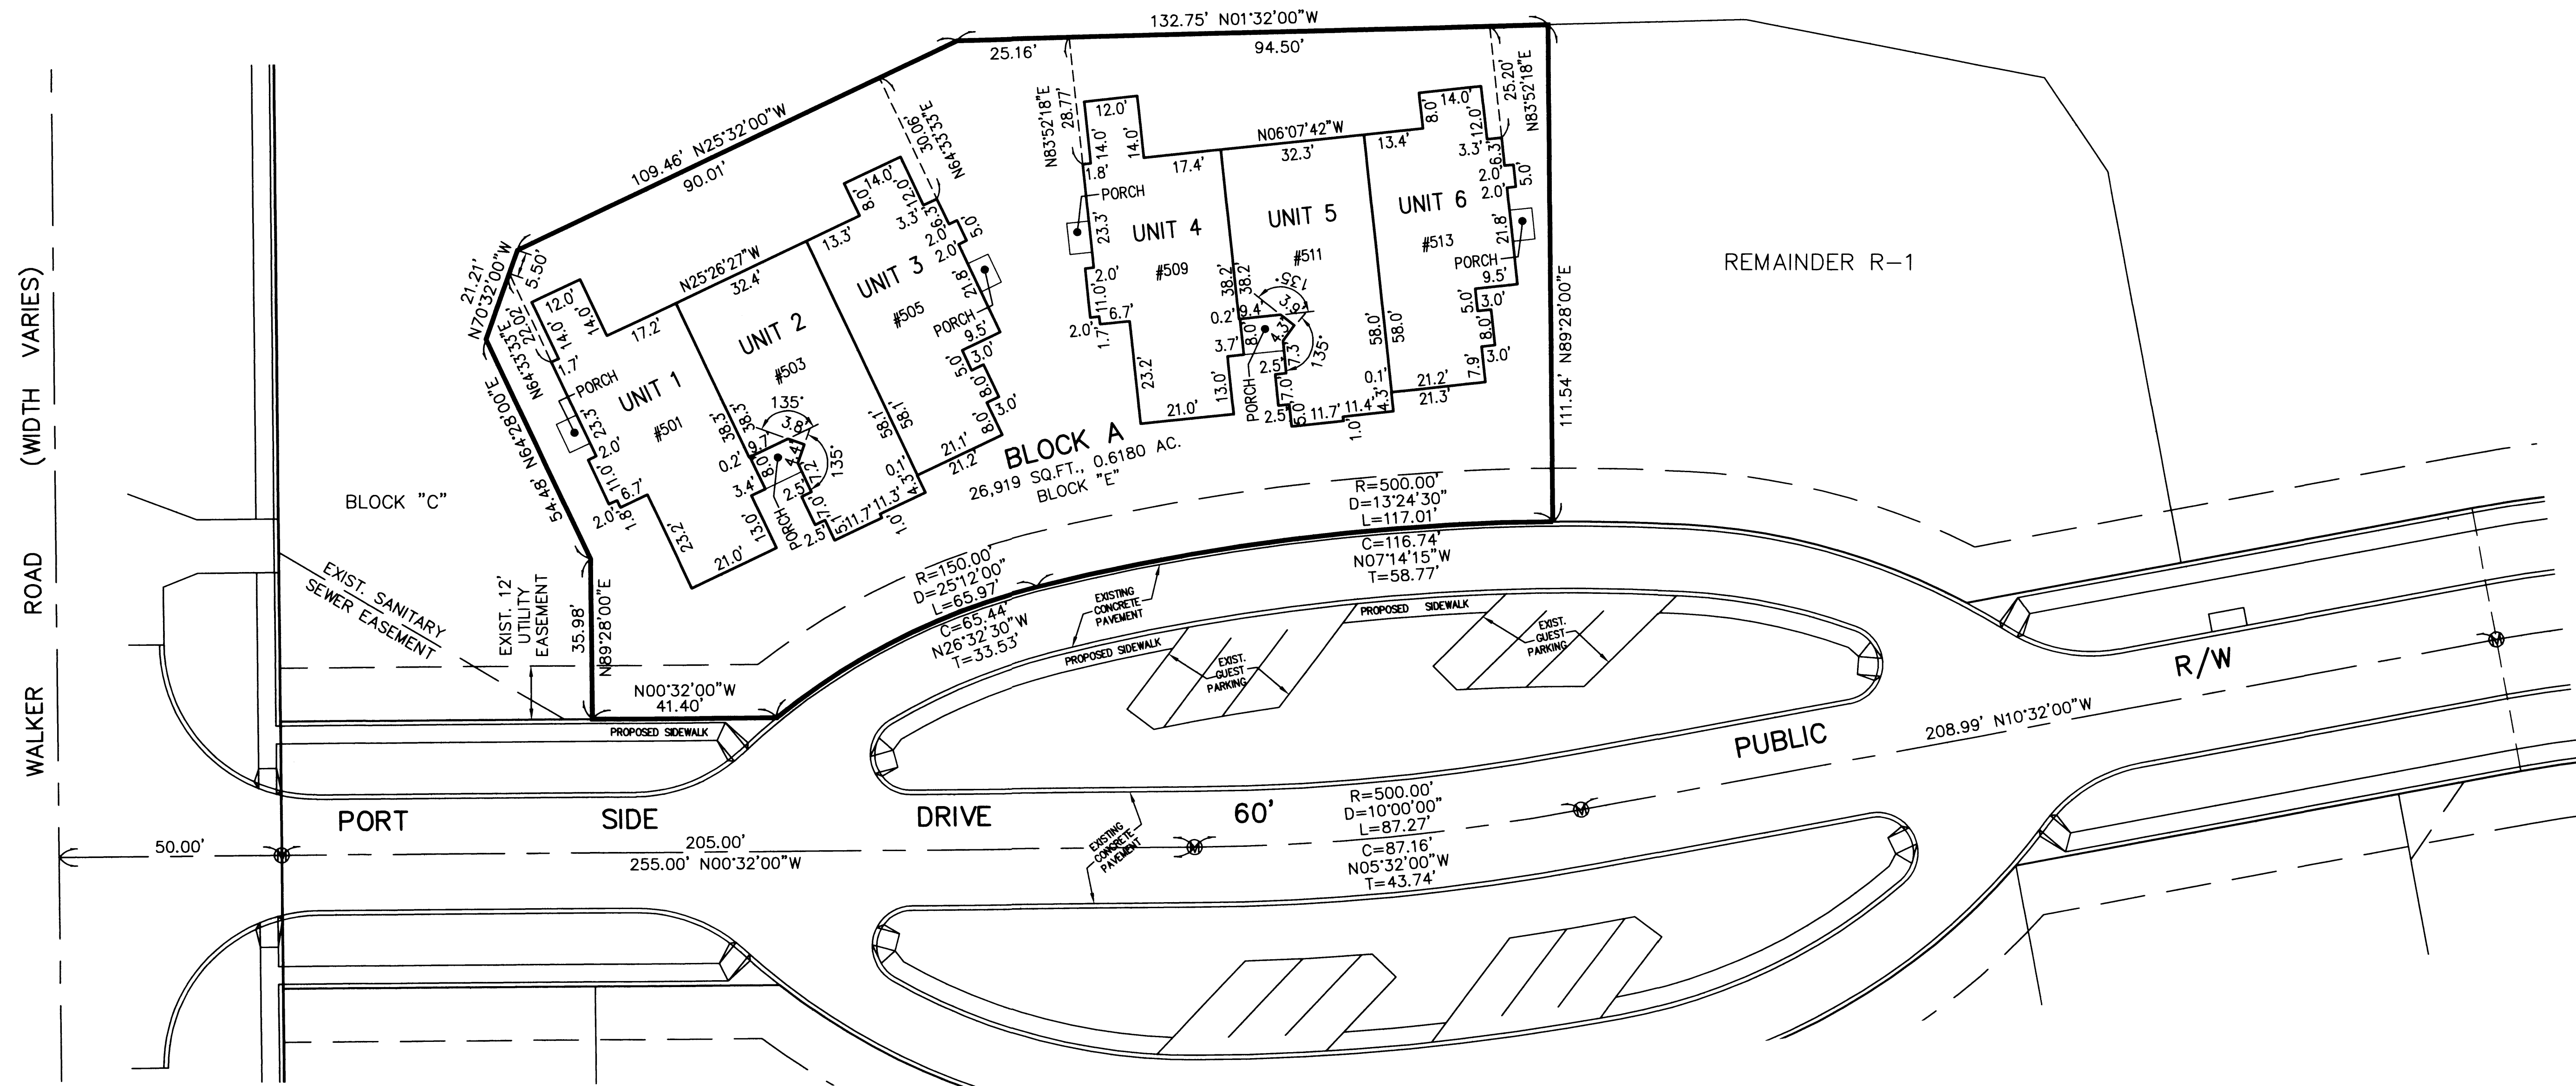 132.75' N01°32'00"W
25.16'
94.50'
109.46' N25°32'00"W
90.01'
30.06'
N64°33'33"E
N83°52'18"E
28.77'
25.20'
N83°52'18"E
21.21'
N70°32'00"W
5.50'
22.02'
N64°33'33"E
54.48' N64°28'00"E
35.98'
N89°28'00"E
N00°32'00"W
41.40'
111.54' N89°28'00"E
12.0'
14.0'
14.0'
1.7'
17.2'
PORCH
UNIT 1
#501
23.3'
2.0'
11.0'
2.0'
1.8'
6.7'
23.2'
21.0'
13.0'
3.4'
0.2'
38.3'
38.3'
N25°26'27"W
32.4'
UNIT 2
#503
135°
3.8'
9.7'
4.4'
8.0'
7.2'
135°
2.5'
7.0'
2.5'
PORCH
5.1'
11.7'
11.3'
1.0'
4.3'
0.1'
58.1'
58.1'
13.3'
8.0'
14.0'
12.0'
3.3'
6.3'
2.0'
5.0'
2.0'
UNIT 3
#505
21.8'
PORCH
9.5'
5.0'
3.0'
8.0'
3.0'
8.0'
21.1'
21.2'
12.0'
14.0'
14.0'
1.8'
17.4'
PORCH
23.3'
UNIT 4
#509
2.0'
11.0'
2.0'
1.7'
6.7'
23.2'
21.0'
13.0'
3.7'
0.2'
38.2'
38.2'
N06°07'42"W
32.3'
UNIT 5
#511
135°
3.6'
9.4'
4.3'
8.0'
7.3'
135°
2.5'
7.0'
2.5'
PORCH
5.0'
11.7'
11.4'
1.0'
4.3'
0.1'
58.0'
58.0'
13.4'
8.0'
14.0'
12.0'
3.3'
6.3'
2.0'
5.0'
2.0'
UNIT 6
#513
21.8'
PORCH
9.5'
5.0'
3.0'
8.0'
3.0'
7.9'
21.2'
21.3'
BLOCK A
26,919 SQ.FT., 0.6180 AC.
BLOCK "E"
REMAINDER R-1
BLOCK "C"
WALKER ROAD (WIDTH VARIES)
EXIST. SANITARY
SEWER EASEMENT
EXIST. 12'
UTILITY
EASEMENT
R=150.00'
D=25°12'00"
L=65.97'
C=65.44'
N26°32'30"W
T=33.53'
R=500.00'
D=13°24'30"
L=117.01'
C=116.74'
N07°14'15"W
T=58.77'
EXISTING
CONCRETE
PAVEMENT
PROPOSED SIDEWALK
PROPOSED SIDEWALK
PROPOSED SIDEWALK
EXIST.
GUEST
PARKING
EXIST.
GUEST
PARKING
PORT SIDE DRIVE 60' PUBLIC R/W
50.00'
205.00'
255.00' N00°32'00"W
EXISTING
CONCRETE
PAVEMENT
R=500.00'
D=10°00'00"
L=87.27'
C=87.16'
N05°32'00"W
T=43.74'
208.99' N10°32'00"W
M
M
M
M